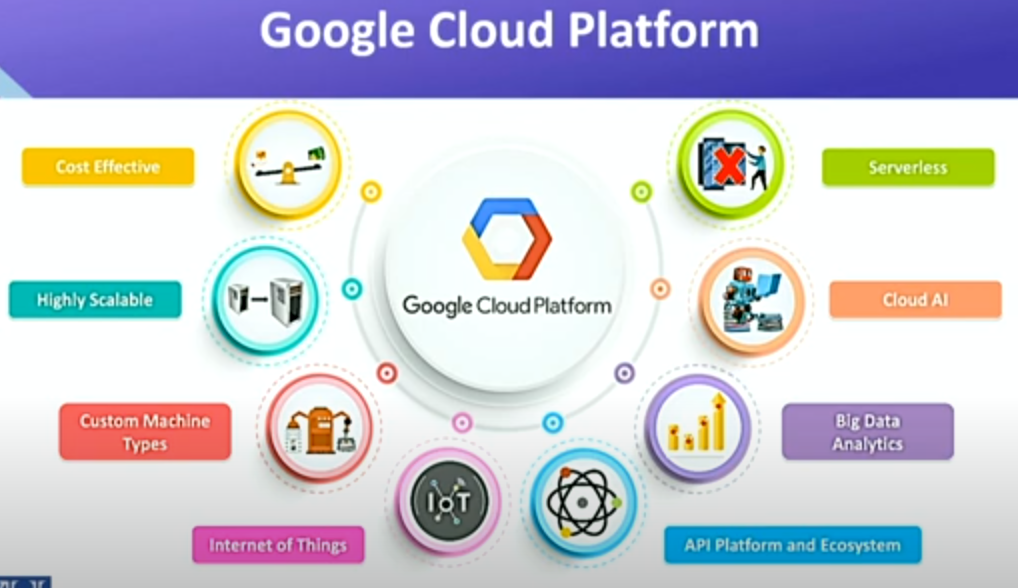 Google Cloud Platform
Cost Effective
Serverless
Highly Scalable
Google Cloud Platform
Cloud AI
Custom Machine
Types
Big Data
Analytics
IoT
Internet of Things
API Platform and Ecosystem